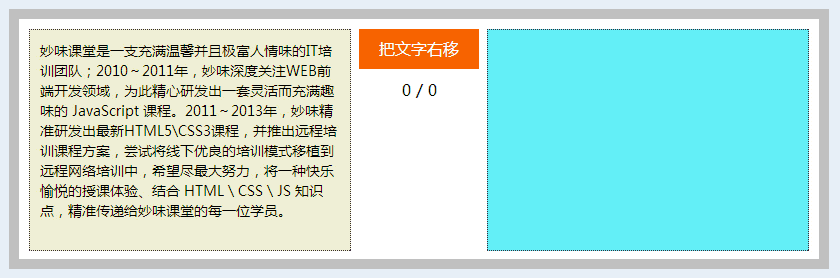 妙味课堂是一支充满温馨并且极富人情味的IT培
训团队；2010～2011年，妙味深度关注WEB前
端开发领域，为此精心研发出一套灵活而充满趣
味的 JavaScript 课程。2011～2013年，妙味精
准研发出最新HTML5\CSS3课程，并推出远程培
训课程方案，尝试将线下优良的培训模式移植到
远程网络培训中，希望尽最大努力，将一种快乐
愉悦的授课体验、结合 HTML \ CSS \ JS 知识
点，精准传递给妙味课堂的每一位学员。
把文字右移
0 / 0